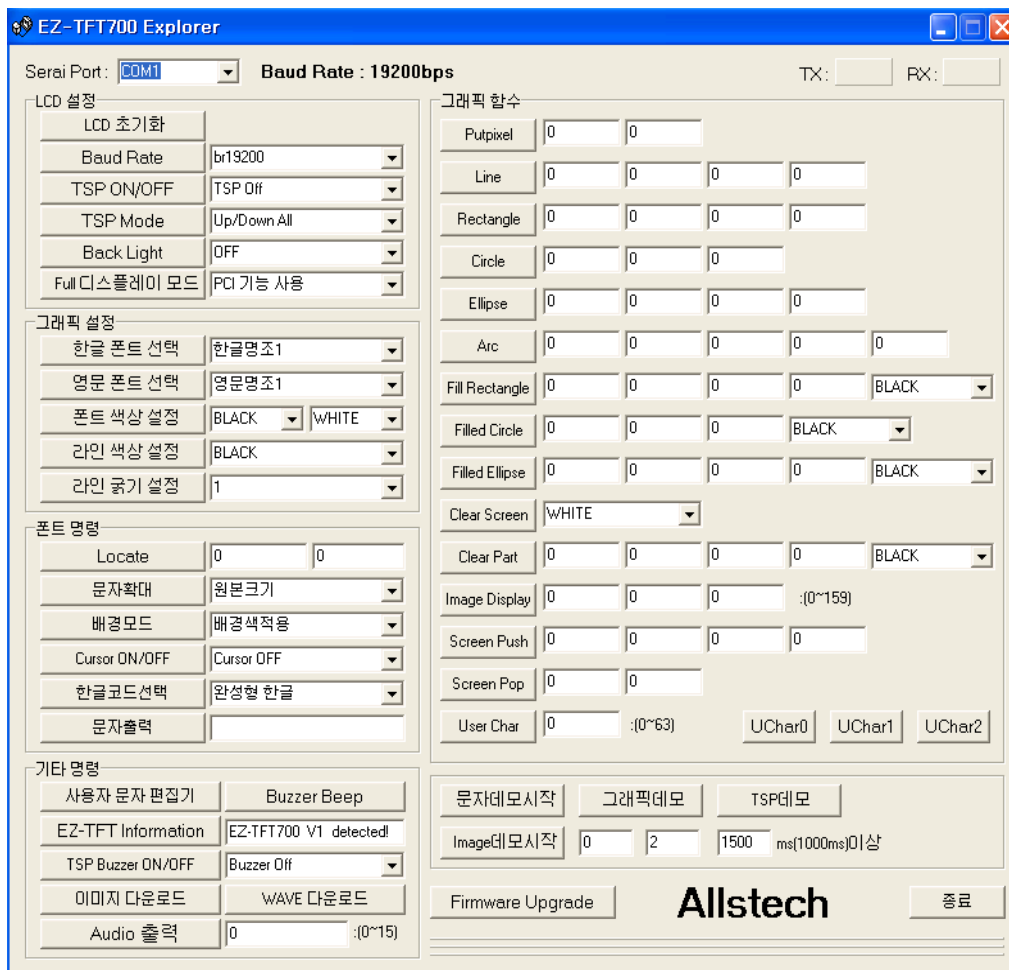 EZ-TFT700 Explorer
Serai Port : COM1 Baud Rate : 19200bps TX : RX :
LCD 설정
LCD 초기화
Baud Rate br19200
TSP ON/OFF TSP Off
TSP Mode Up/Down All
Back Light OFF
Full 디스플레이 모드 PCI 기능 사용
그래픽 설정
한글 폰트 선택 한글명조1
영문 폰트 선택 영문명조1
폰트 색상 설정 BLACK WHITE
라인 색상 설정 BLACK
라인 굵기 설정 1
폰트 명령
Locate 0 0
문자확대 원본크기
배경모드 배경색적용
Cursor ON/OFF Cursor OFF
한글코드선택 완성형 한글
문자출력
기타 명령
사용자 문자 편집기 Buzzer Beep
EZ-TFT Information EZ-TFT700 V1 detected!
TSP Buzzer ON/OFF Buzzer Off
이미지 다운로드 WAVE 다운로드
Audio 출력 0 :(0~15)
그래픽 함수
Putpixel 0 0
Line 0 0 0 0
Rectangle 0 0 0 0
Circle 0 0 0
Ellipse 0 0 0 0
Arc 0 0 0 0 0
Fill Rectangle 0 0 0 0 BLACK
Filled Circle 0 0 0 BLACK
Filled Ellipse 0 0 0 0 BLACK
Clear Screen WHITE
Clear Part 0 0 0 0 BLACK
Image Display 0 0 0 :(0~159)
Screen Push 0 0 0 0
Screen Pop 0 0
User Char 0 :(0~63) UChar0 UChar1 UChar2
문자데모시작 그래픽데모 TSP데모
Image데모시작 0 2 1500 ms(1000ms)이상
Firmware Upgrade Allstech 종료